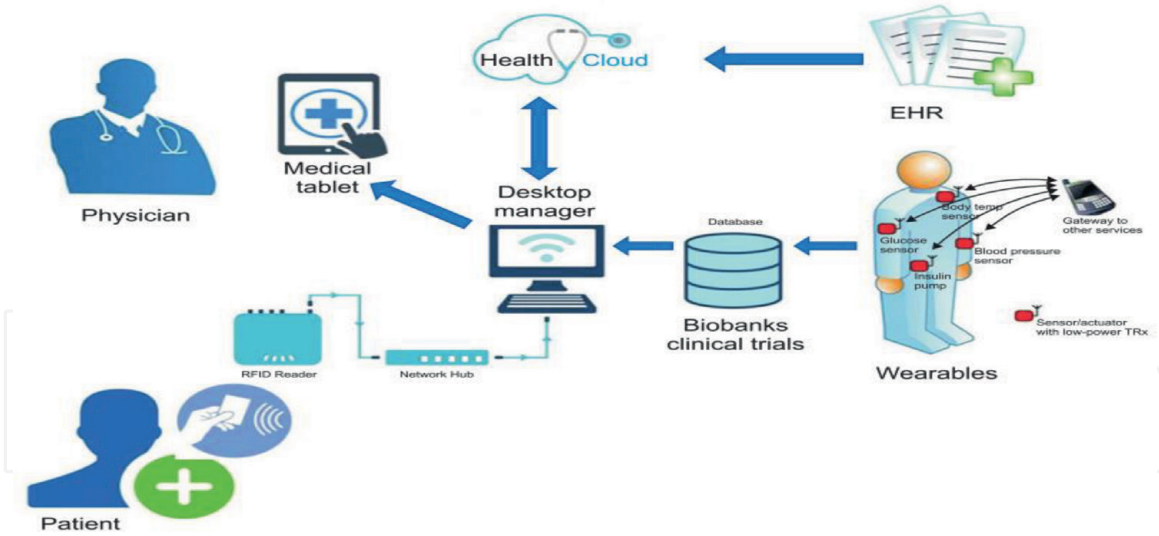 Health Cloud
EHR
Medical
tablet
Physician
Desktop
manager
Database
Biobanks
clinical trials
Body temp
sensor
Glucose
sensor
Blood pressure
sensor
Insulin
pump
Gateway to
other services
Sensor/actuator
with low-power TRx
Wearables
RFID Reader
Network Hub
Patient